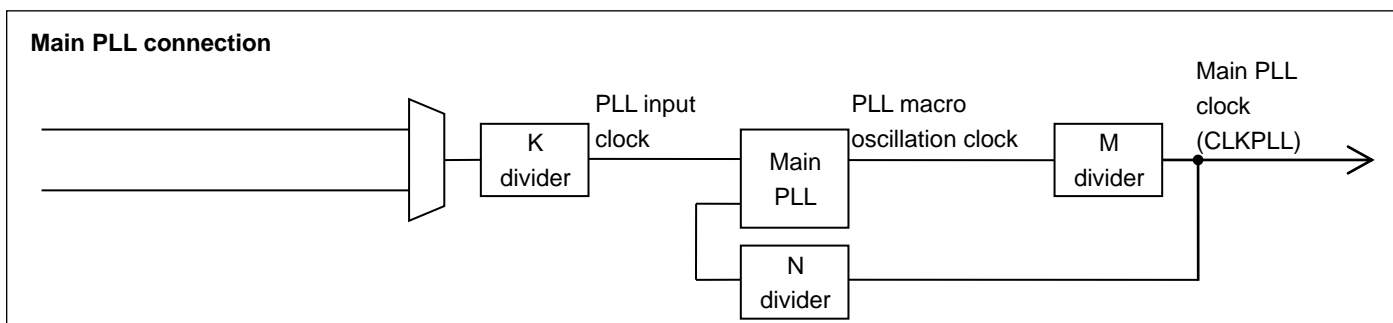 Main PLL connection
Main PLL
clock
(CLKPLL)
PLL input
clock
PLL macro
oscillation clock
K
divider
Main
PLL
M
divider
N
divider